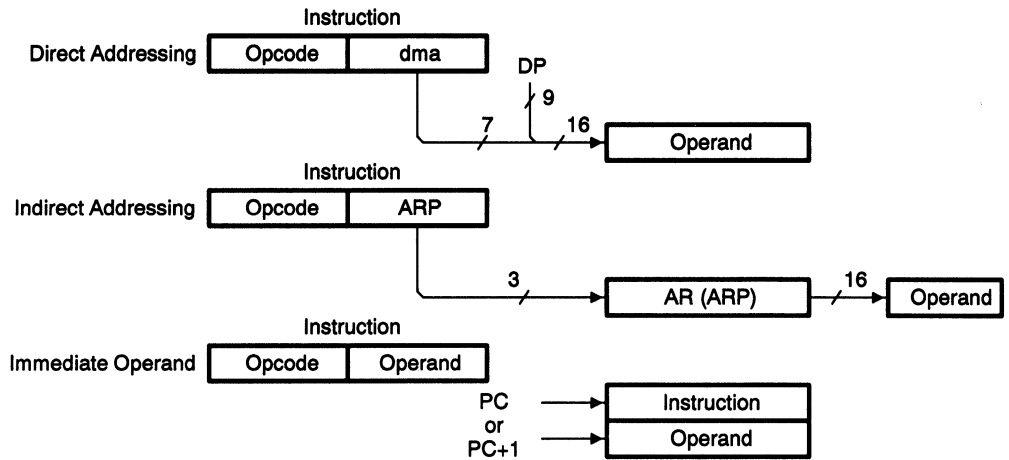 Instruction
Direct Addressing Opcode dma
DP
9
7 16
Operand
Instruction
Indirect Addressing Opcode ARP
3 AR (ARP) 16 Operand
Instruction
Immediate Operand Opcode Operand
PC Instruction
or
PC+1 Operand